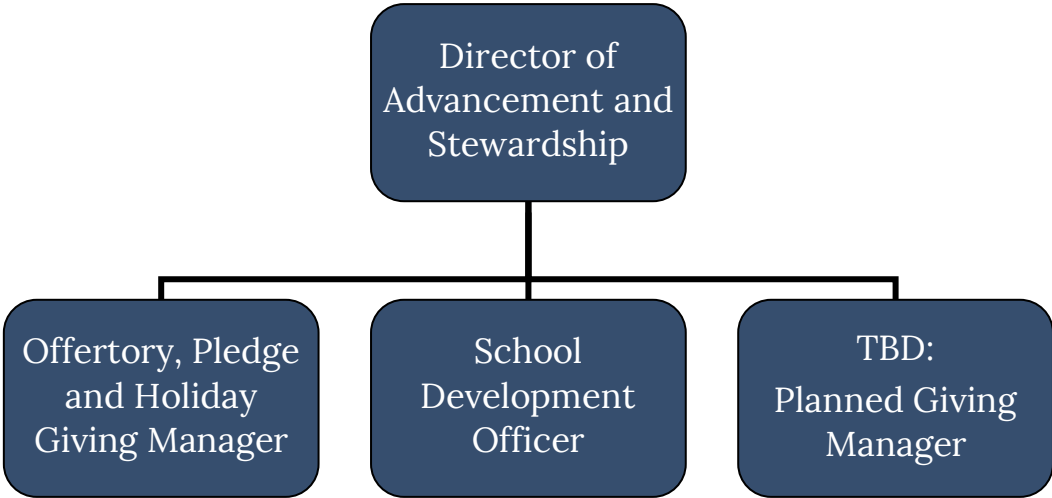 Director of
Advancement and
Stewardship
Offertory, Pledge
and Holiday
Giving Manager
School
Development
Officer
TBD:
Planned Giving
Manager